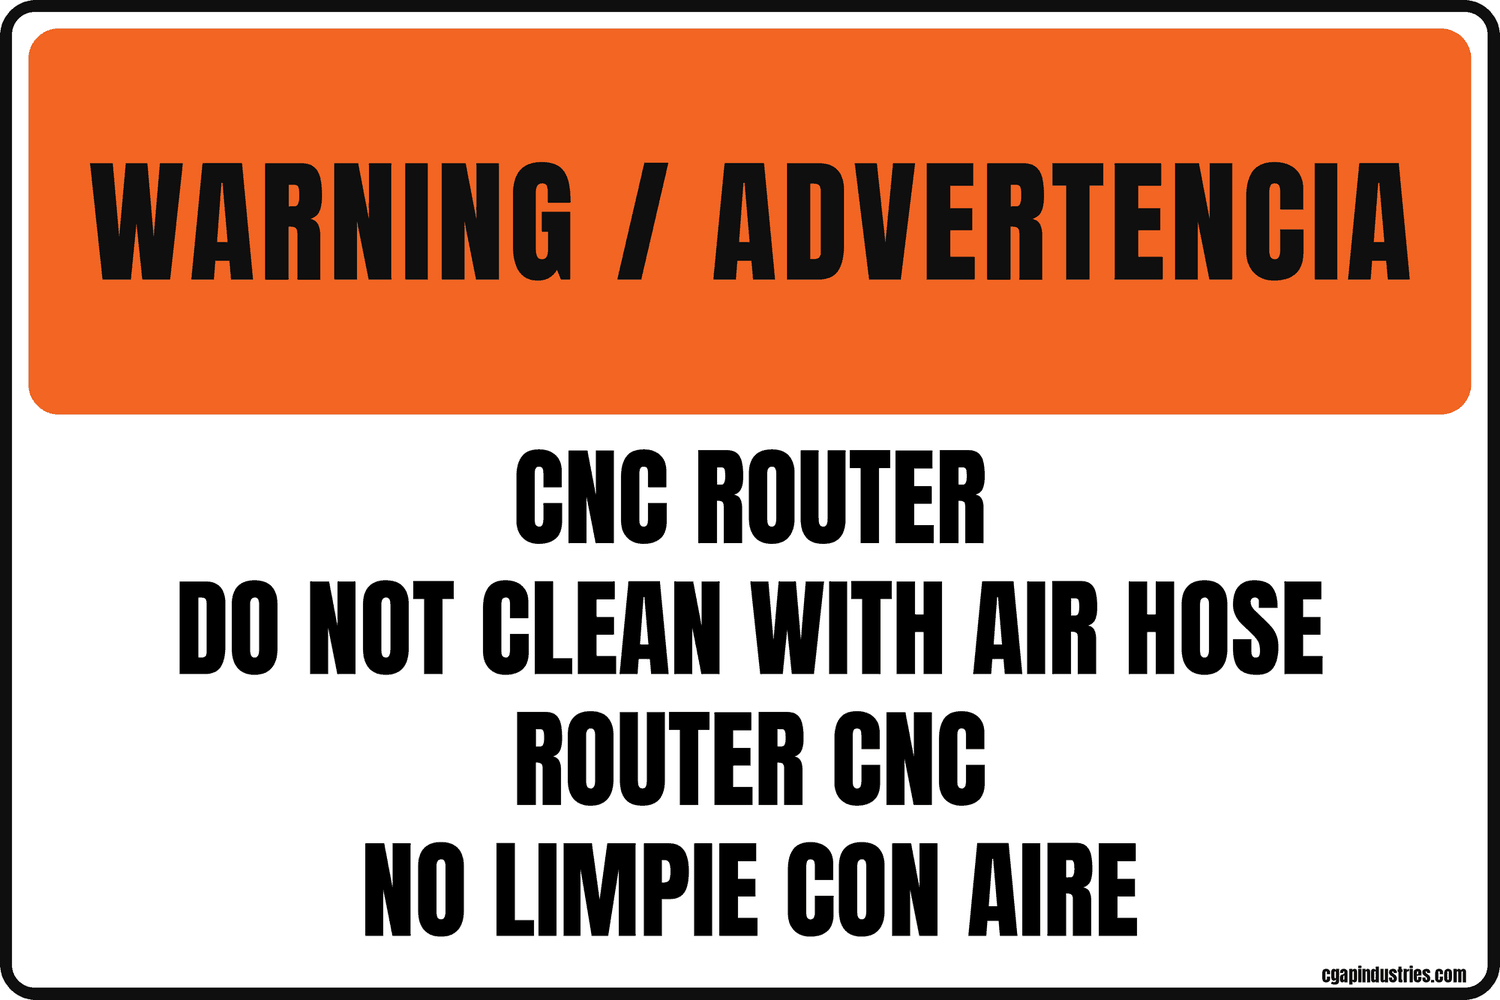 WARNING / ADVERTENCIA
CNC ROUTER
DO NOT CLEAN WITH AIR HOSE
ROUTER CNC
NO LIMPIE CON AIRE
cgapindustries.com